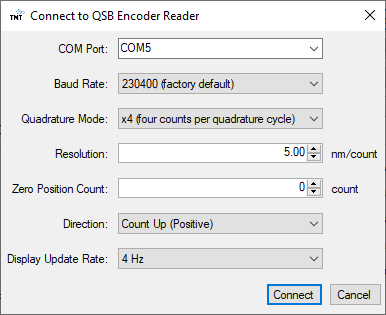 TNT Connect to QSB Encoder Reader
COM Port: COM5
Baud Rate: 230400 (factory default)
Quadrature Mode: x4 (four counts per quadrature cycle)
Resolution: 5.00 nm/count
Zero Position Count: 0 count
Direction: Count Up (Positive)
Display Update Rate: 4 Hz
Connect Cancel